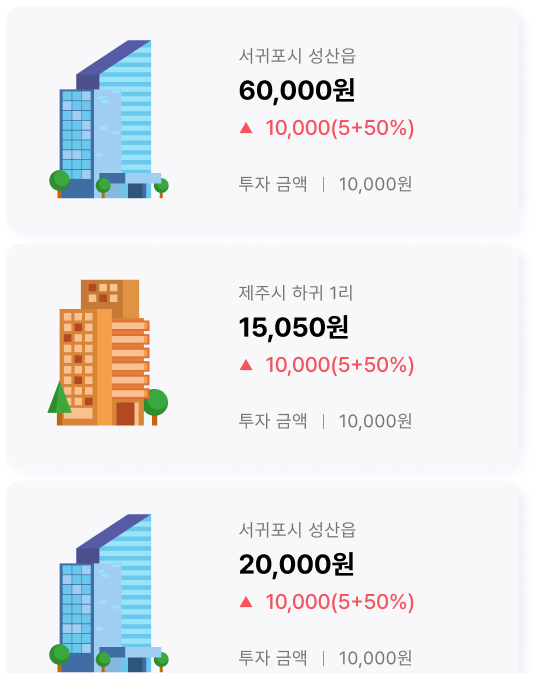 서귀포시 성산읍
60,000원
▲ 10,000(5+50%)
투자 금액 | 10,000원
제주시 하귀 1리
15,050원
▲ 10,000(5+50%)
투자 금액 | 10,000원
서귀포시 성산읍
20,000원
▲ 10,000(5+50%)
투자 금액 | 10,000원